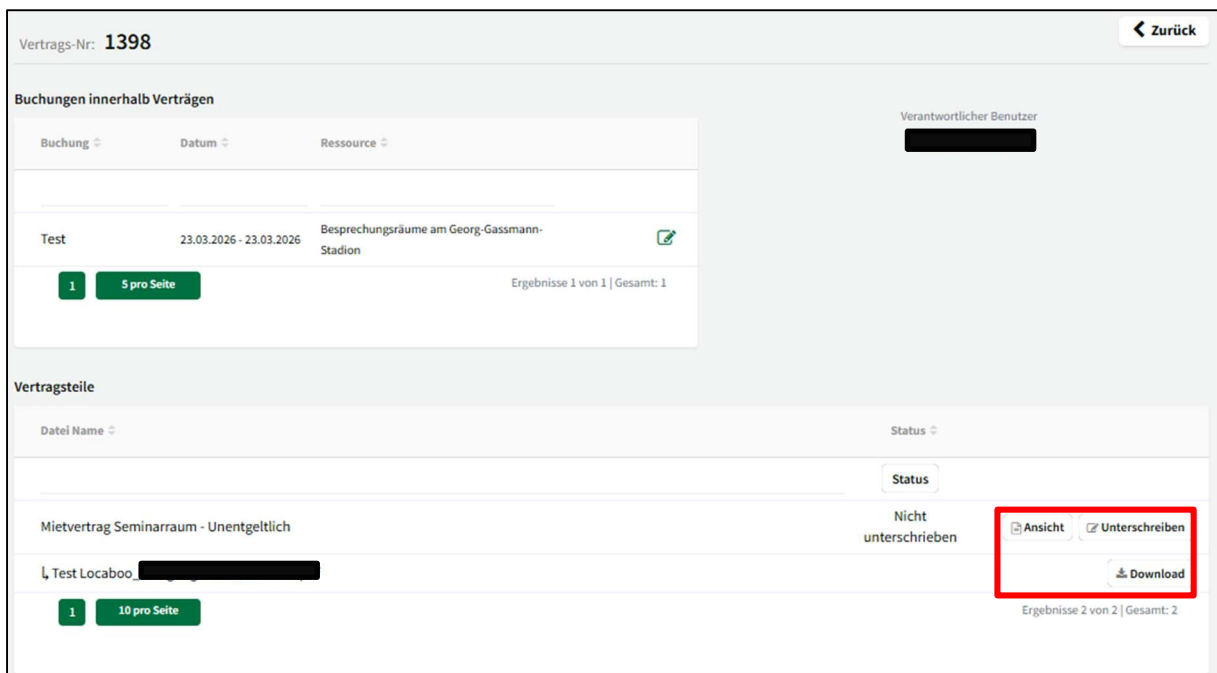 Vertrags-Nr: 1398
Zurück
Buchungen innerhalb Verträgen
Verantwortlicher Benutzer
Buchung Datum Ressource
Test 23.03.2026 - 23.03.2026 Besprechungsräume am Georg-Gassmann-
Stadion
1 5 pro Seite Ergebnisse 1 von 1 | Gesamt: 1
Vertragsteile
Datei Name Status
Status
Mietvertrag Seminarraum - Unentgeltlich Nicht
unterschrieben Ansicht Unterschreiben
Test Locaboo_ Download
1 10 pro Seite Ergebnisse 2 von 2 | Gesamt: 2